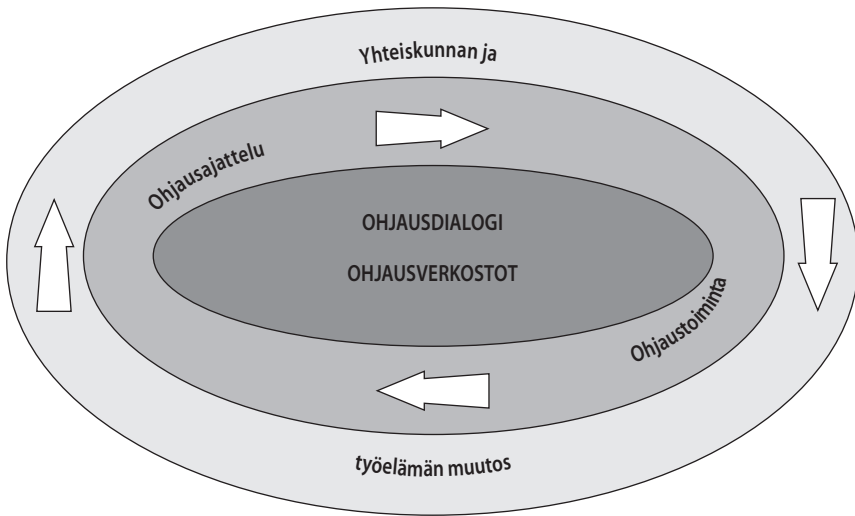 Yhteiskunnan ja
Ohjausajattelu
OHJAUSDIALOGI
OHJAUSVERKOSTOT
Ohjaustoiminta
työelämän muutos